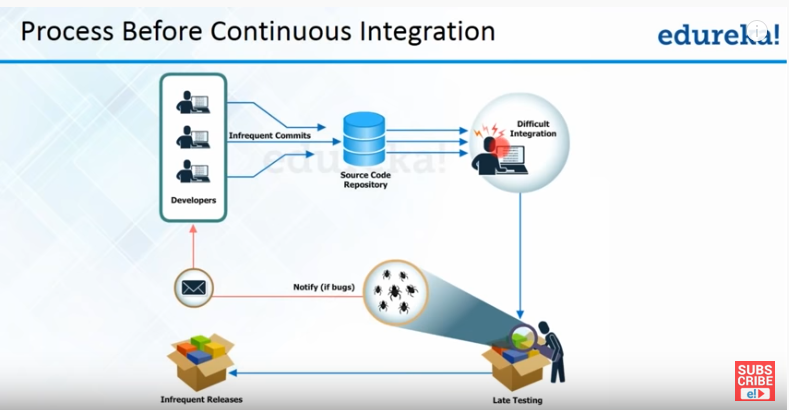 Process Before Continuous Integration
edureka!
Difficult
Integration
Infrequent Commits
edureka!
Source Code
Repository
Developers
Notify (if bugs)
SUBS
CRIBE
e!
Infrequent Releases
Late Testing